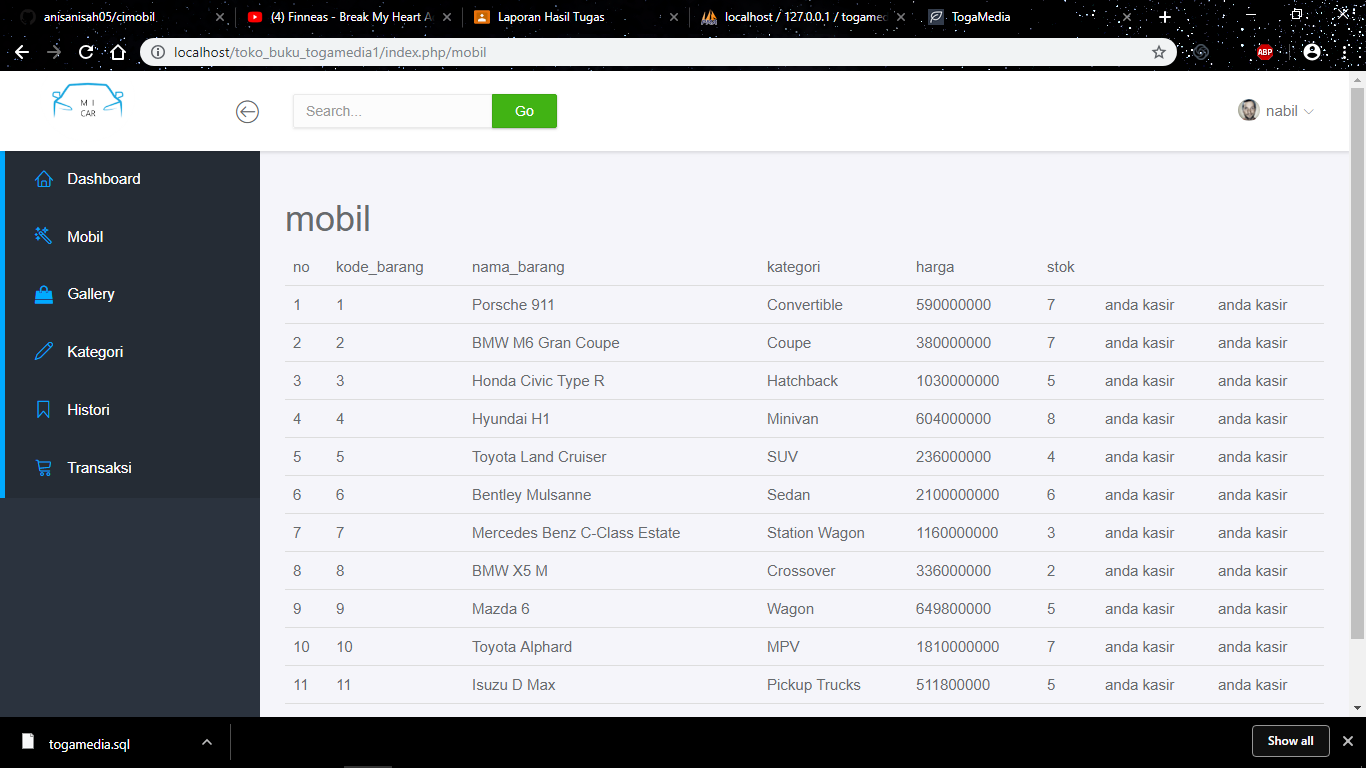 anisanisah05/cimobil
(4) Finneas - Break My Heart A
Laporan Hasil Tugas
localhost / 127.0.0.1 / togamed
TogaMedia
localhost/toko_buku_togamedia1/index.php/mobil
ABP
M I
CAR
Search...
Go
nabil
Dashboard
Mobil
Gallery
Kategori
Histori
Transaksi
mobil
no kode_barang nama_barang kategori harga stok
1 1 Porsche 911 Convertible 590000000 7 anda kasir anda kasir
2 2 BMW M6 Gran Coupe Coupe 380000000 7 anda kasir anda kasir
3 3 Honda Civic Type R Hatchback 1030000000 5 anda kasir anda kasir
4 4 Hyundai H1 Minivan 604000000 8 anda kasir anda kasir
5 5 Toyota Land Cruiser SUV 236000000 4 anda kasir anda kasir
6 6 Bentley Mulsanne Sedan 2100000000 6 anda kasir anda kasir
7 7 Mercedes Benz C-Class Estate Station Wagon 1160000000 3 anda kasir anda kasir
8 8 BMW X5 M Crossover 336000000 2 anda kasir anda kasir
9 9 Mazda 6 Wagon 649800000 5 anda kasir anda kasir
10 10 Toyota Alphard MPV 1810000000 7 anda kasir anda kasir
11 11 Isuzu D Max Pickup Trucks 511800000 5 anda kasir anda kasir
togamedia.sql
Show all